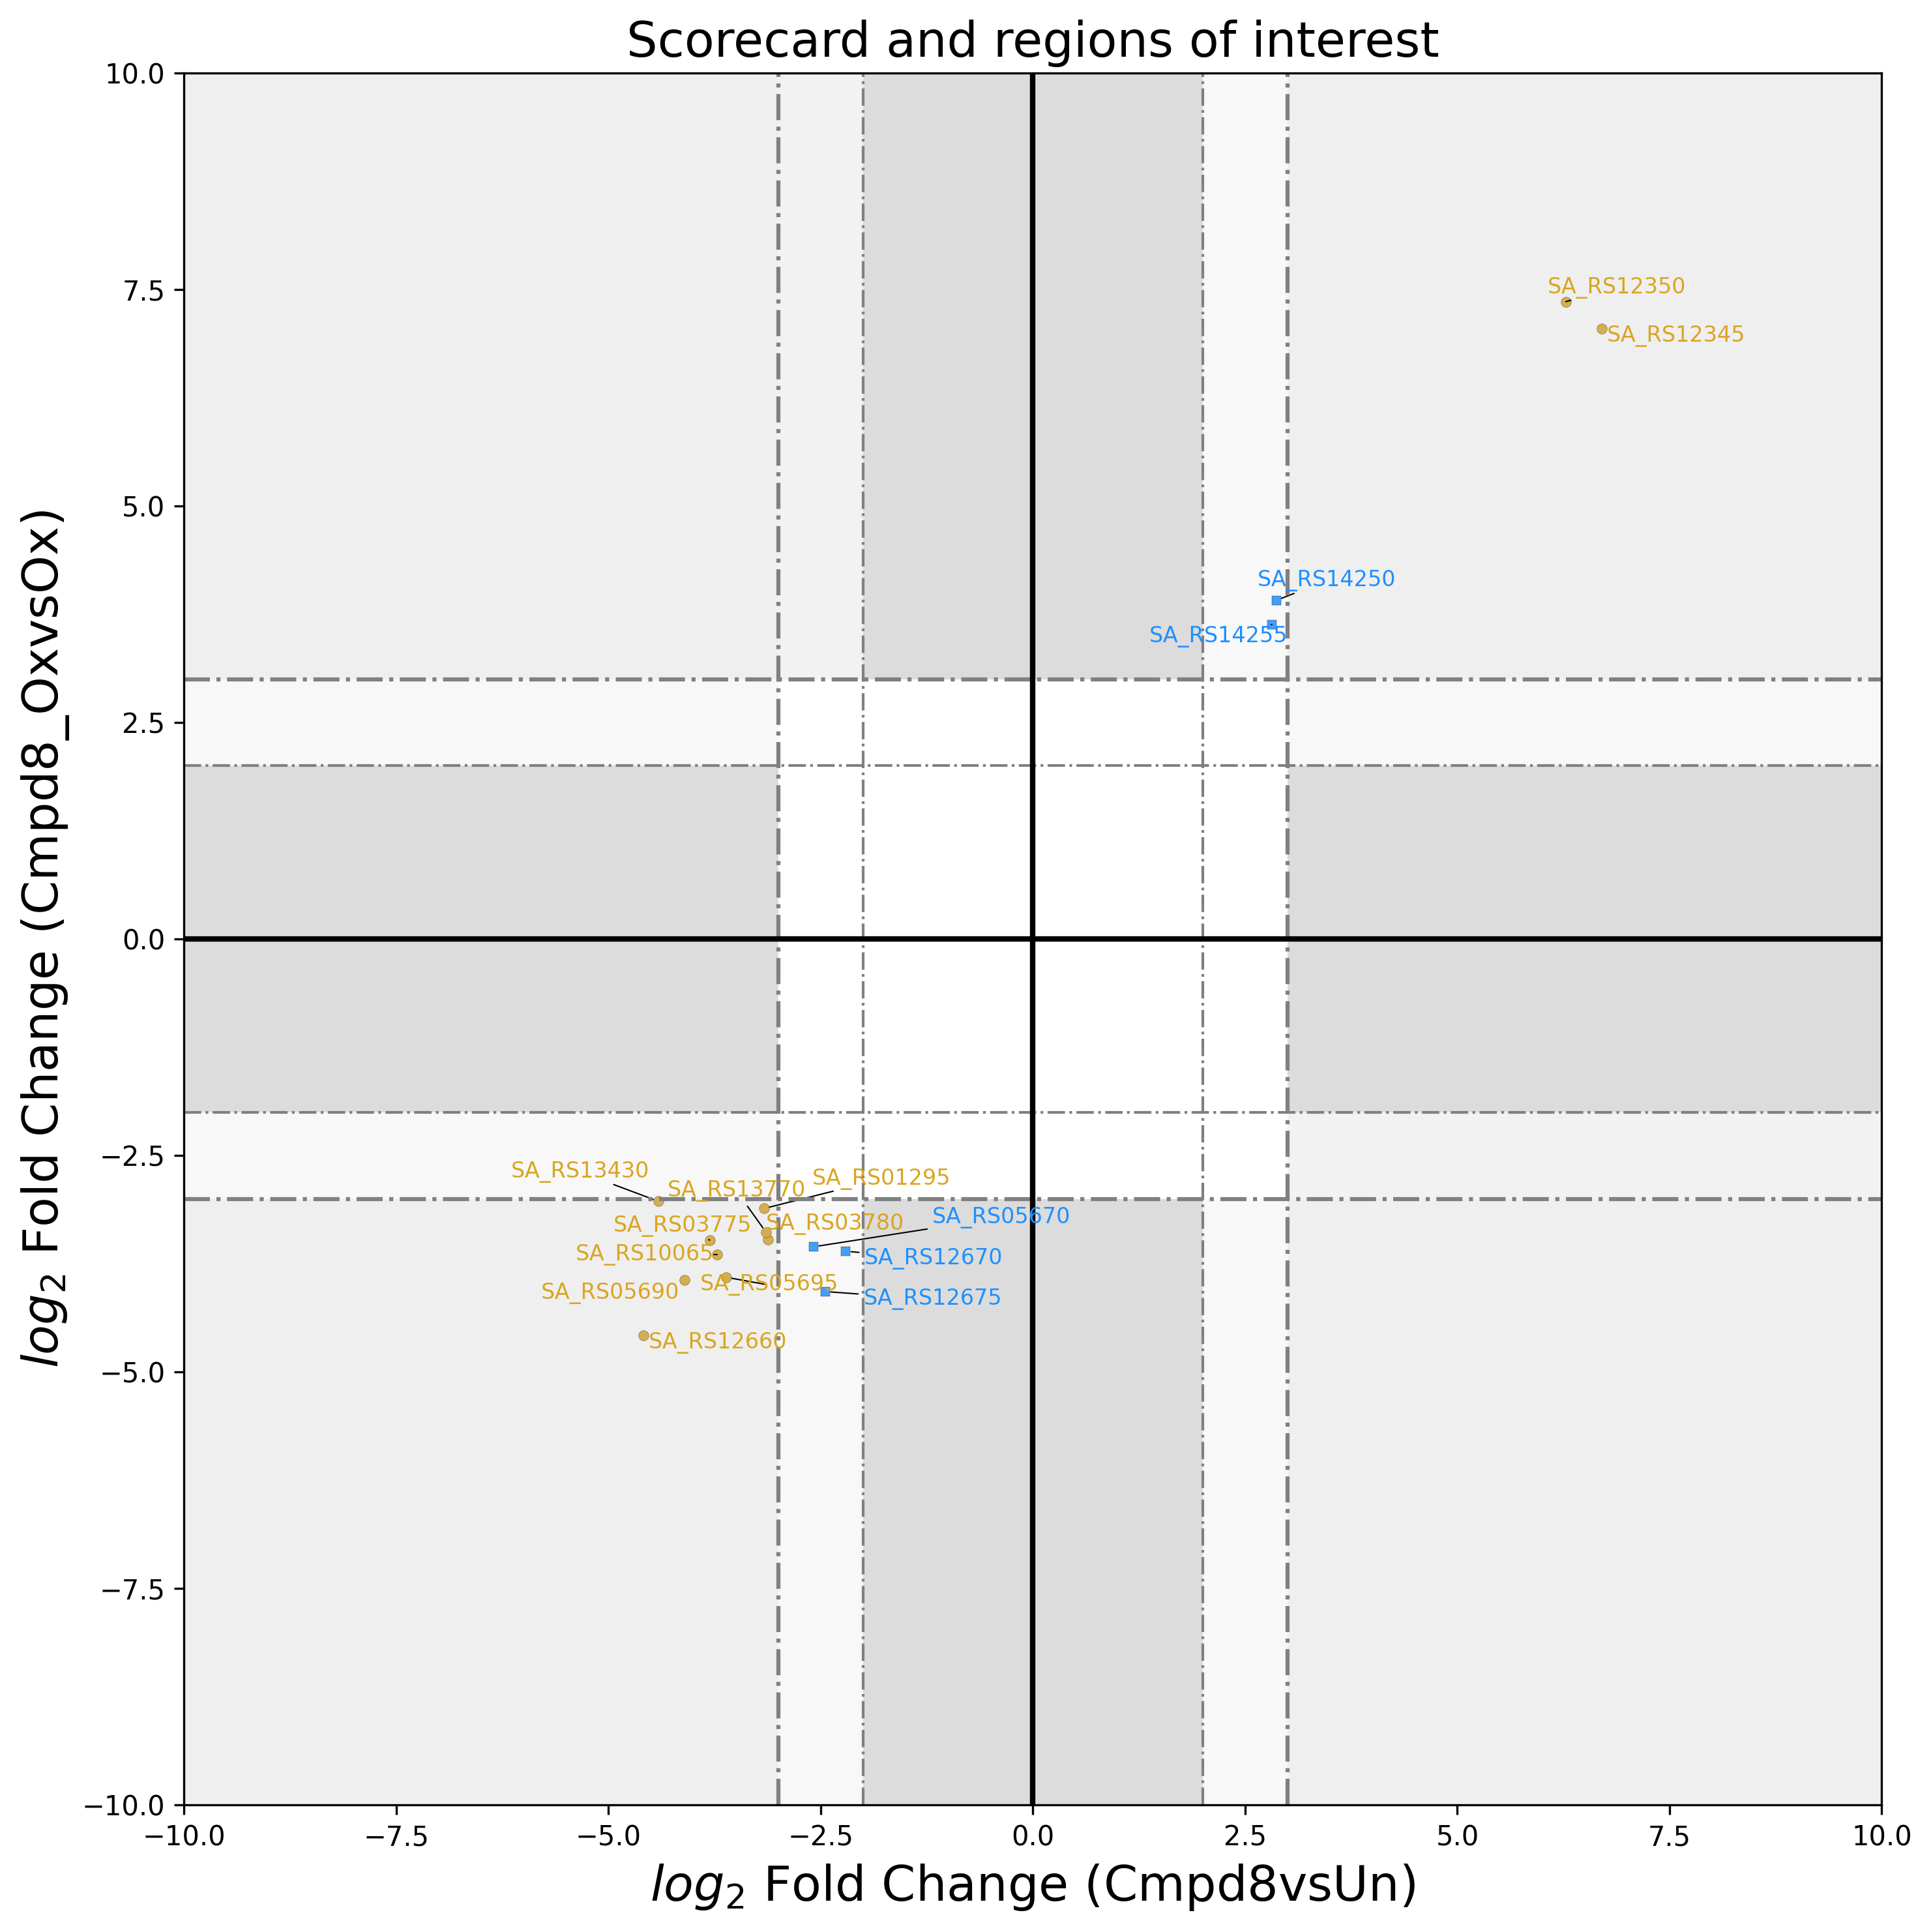 Scorecard and regions of interest
log2 Fold Change (Cmpd8_OxvsOx)
10.0
7.5
5.0
2.5
0.0
−2.5
−5.0
−7.5
−10.0
SA_RS12350
SA_RS12345
SA_RS14250
SA_RS14255
SA_RS13430
SA_RS13770
SA_RS01295
SA_RS03775
SA_RS03780
SA_RS05670
SA_RS10065
SA_RS12670
SA_RS05690
SA_RS05695
SA_RS12675
SA_RS12660
−10.0 −7.5 −5.0 −2.5 0.0 2.5 5.0 7.5 10.0
log2 Fold Change (Cmpd8vsUn)